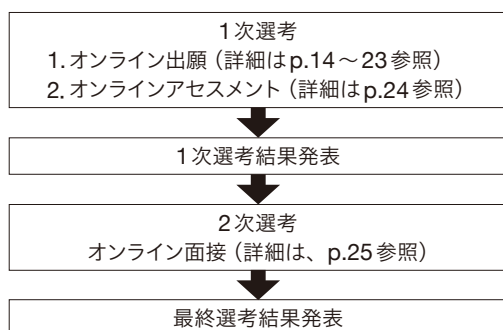 1次選考
1.オンライン出願（詳細はp.14～23参照）
2.オンラインアセスメント（詳細はp.24参照）
1次選考結果発表
2次選考
オンライン面接（詳細は、p.25参照）
最終選考結果発表